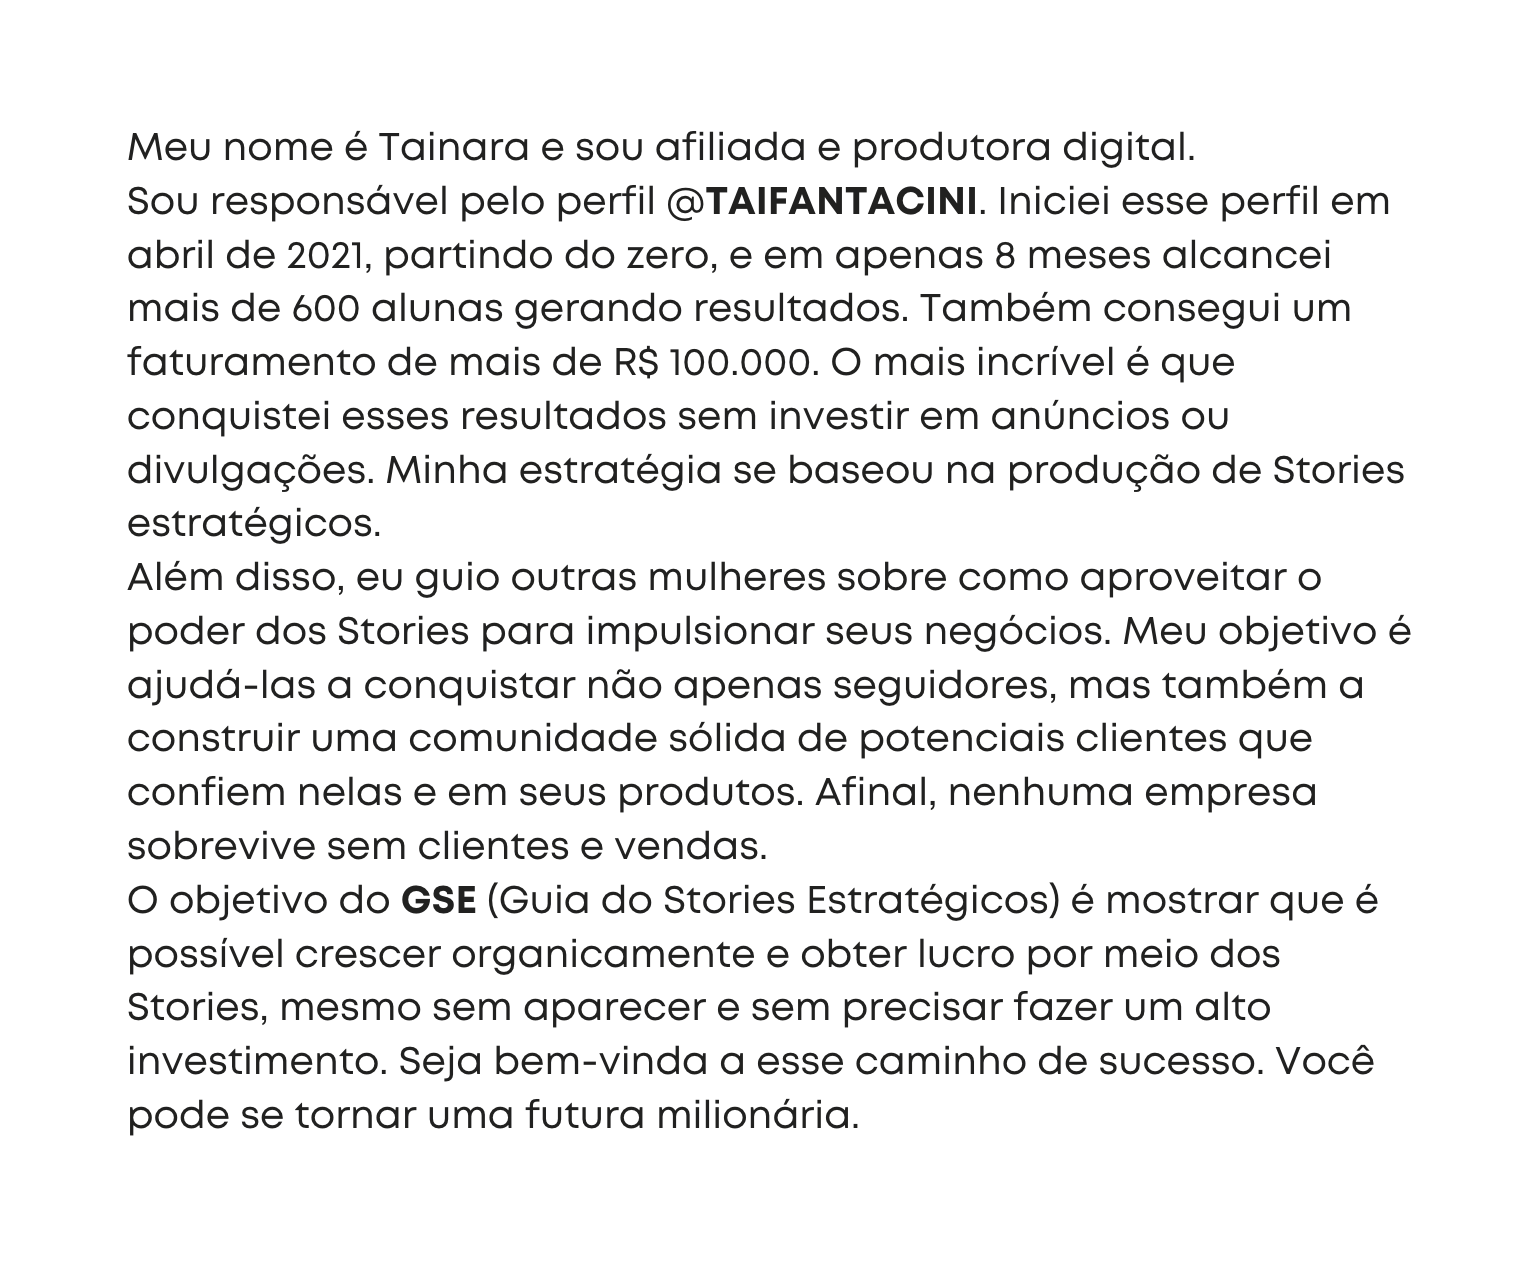 Meu nome é Tainara e sou afiliada e produtora digital.
Sou responsável pelo perfil @TAIFANTACINI. Iniciei esse perfil em
abril de 2021, partindo do zero, e em apenas 8 meses alcancei
mais de 600 alunas gerando resultados. Também consegui um
faturamento de mais de R$ 100.000. O mais incrível é que
conquistei esses resultados sem investir em anúncios ou
divulgações. Minha estratégia se baseou na produção de Stories
estratégicos.
Além disso, eu guio outras mulheres sobre como aproveitar o
poder dos Stories para impulsionar seus negócios. Meu objetivo é
ajudá-las a conquistar não apenas seguidores, mas também a
construir uma comunidade sólida de potenciais clientes que
confiem nelas e em seus produtos. Afinal, nenhuma empresa
sobrevive sem clientes e vendas.
O objetivo do GSE (Guia do Stories Estratégicos) é mostrar que é
possível crescer organicamente e obter lucro por meio dos
Stories, mesmo sem aparecer e sem precisar fazer um alto
investimento. Seja bem-vinda a esse caminho de sucesso. Você
pode se tornar uma futura milionária.